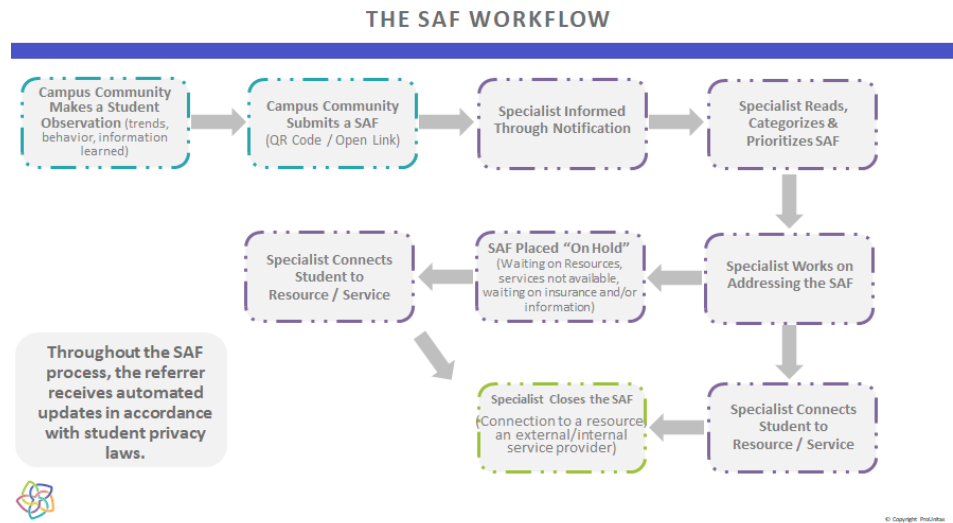 THE SAF WORKFLOW
Campus Community
Makes a Student
Observation (trends,
behavior, information
learned)
Campus Community
Submits a SAF
(QR Code / Open Link)
Specialist Informed
Through Notification
Specialist Reads,
Categorizes &
Prioritizes SAF
Specialist Connects
Student to
Resource / Service
SAF Placed “On Hold”
(Waiting on Resources,
services not available,
waiting on insurance and/or
information)
Specialist Works on
Addressing the SAF
Throughout the SAF
process, the referrer
receives automated
updates in accordance
with student privacy
laws.
Specialist Closes the SAF
(Connection to a resource
an external/internal
service provider)
Specialist Connects
Student to
Resource / Service
© Copyright ProUnitas